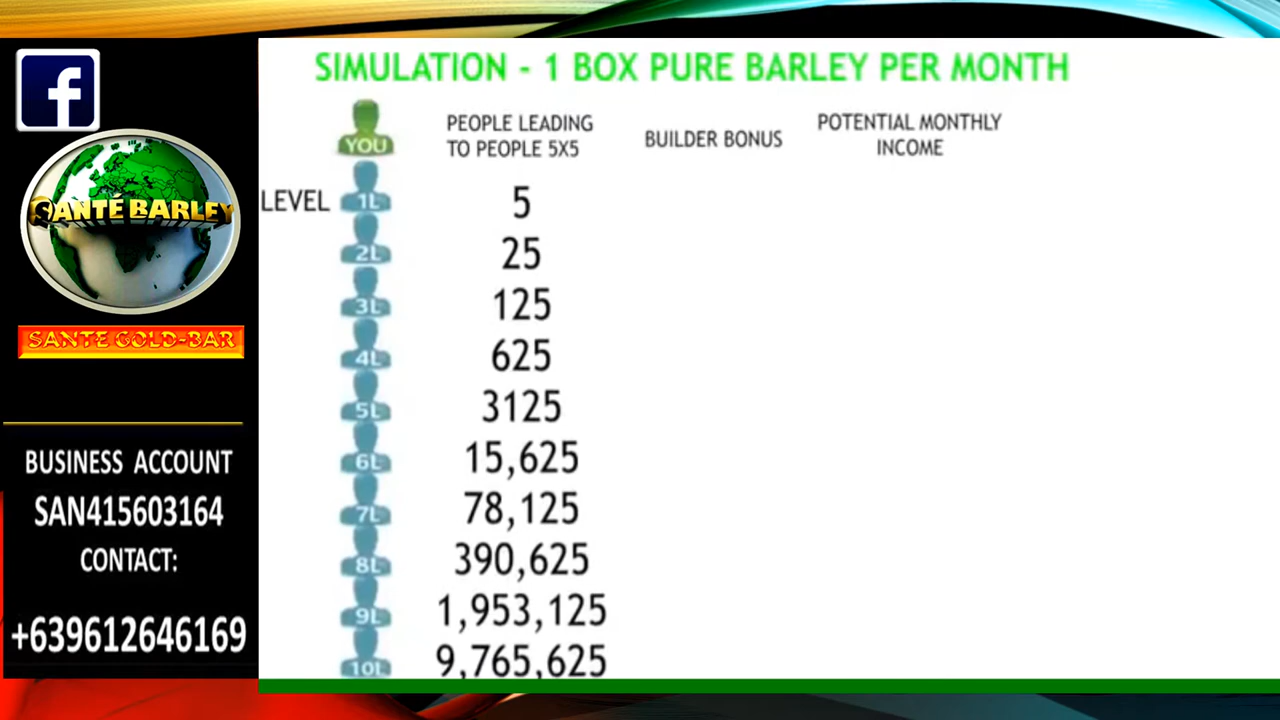 f
SANTÉ BARLEY
SANTE GOLD-BAR
BUSINESS ACCOUNT
SAN415603164
CONTACT:
+639612646169
SIMULATION - 1 BOX PURE BARLEY PER MONTH
YOU
PEOPLE LEADING
TO PEOPLE 5X5
BUILDER BONUS
POTENTIAL MONTHLY
INCOME
LEVEL 1L 5
2L 25
3L 125
4L 625
5L 3125
6L 15,625
7L 78,125
8L 390,625
9L 1,953,125
10L 9,765,625